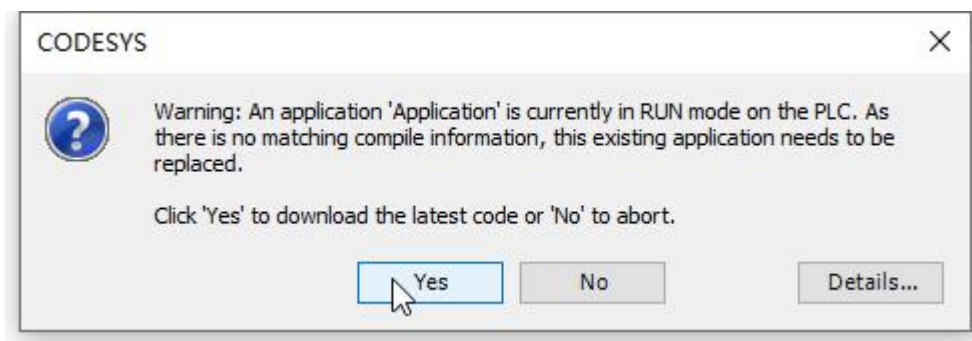 CODESYS
Warning: An application 'Application' is currently in RUN mode on the PLC. As
there is no matching compile information, this existing application needs to be
replaced.
Click 'Yes' to download the latest code or 'No' to abort.
Yes No Details...